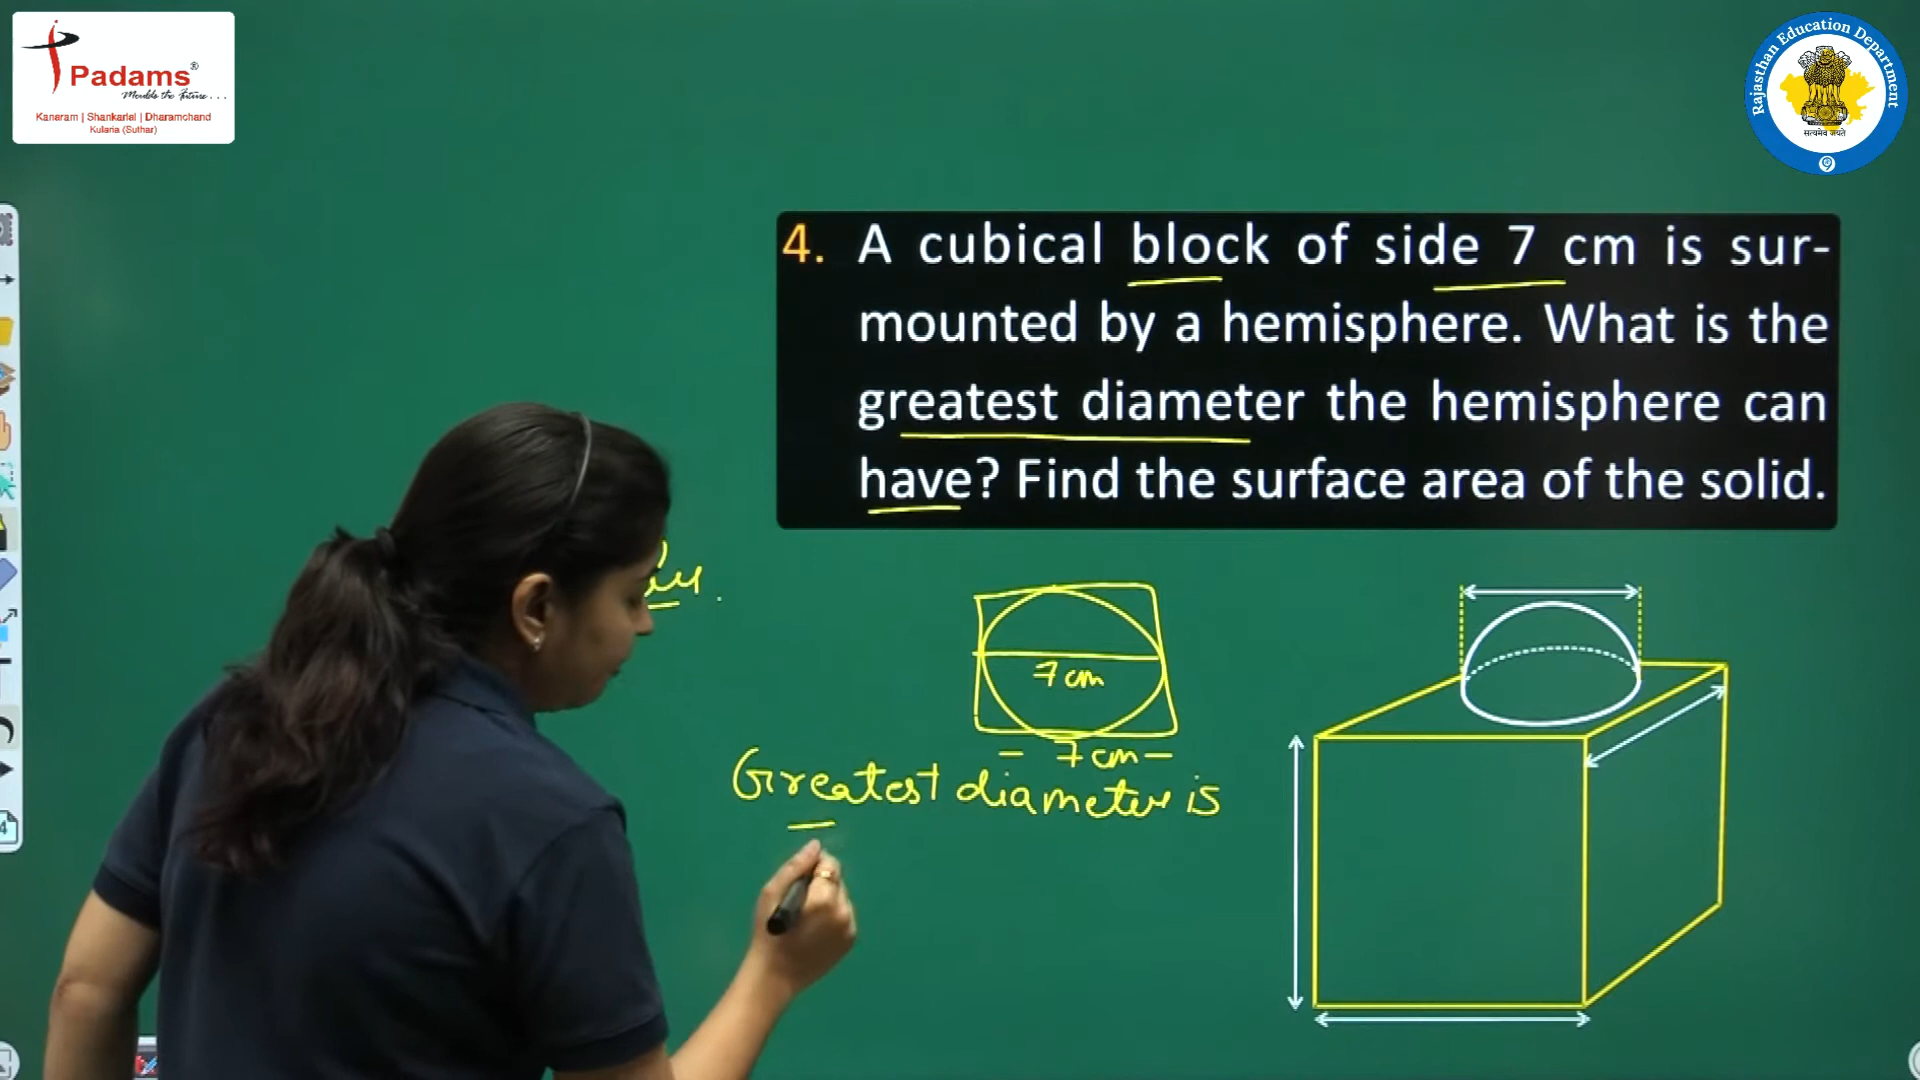 Padams®
Moulds the Future...
Kanaram | Shankarlal | Dharamchand
Kularia (Suthar)
Rajasthan Education Department
सत्यमेव जयते
4. A cubical block of side 7 cm is sur-
mounted by a hemisphere. What is the
greatest diameter the hemisphere can
have? Find the surface area of the solid.
7 cm
- 7 cm -
Greatest diameter is